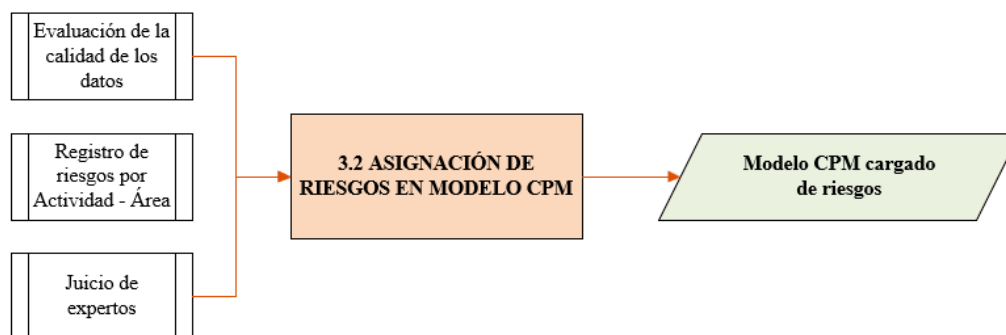 Evaluación de la
calidad de los
datos
Registro de
riesgos por
Actividad - Área
Juicio de
expertos
3.2 ASIGNACIÓN DE
RIESGOS EN MODELO CPM
Modelo CPM cargado
de riesgos